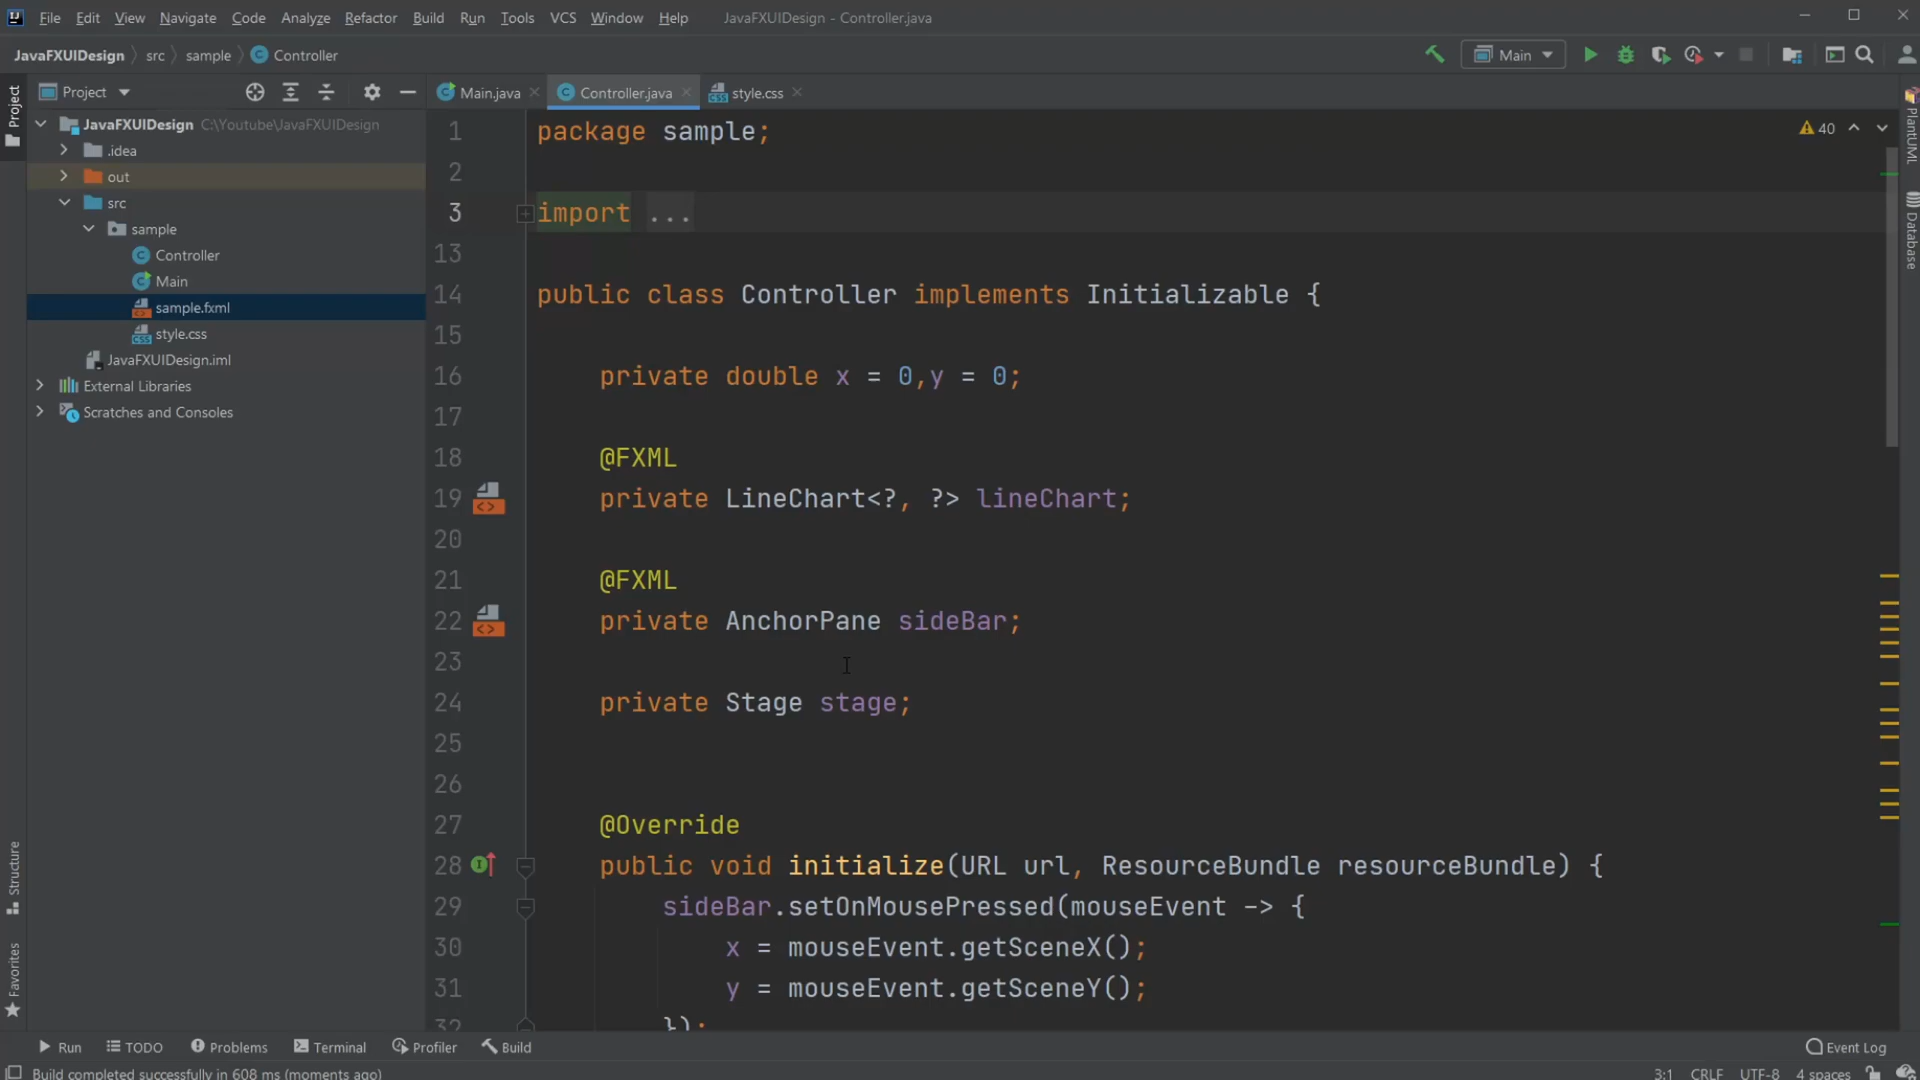 File Edit View Navigate Code Analyze Refactor Build Run Tools VCS Window Help JavaFXUIDesign - Controller.java
JavaFXUIDesign src sample Controller Main
Project Main.java Controller.java style.css
Project
JavaFXUIDesign C:\Youtube\JavaFXUIDesign
.idea
out
src
sample
Controller
Main
sample.fxml
style.css
JavaFXUIDesign.iml
External Libraries
Scratches and Consoles
Structure
Favorites
40
1 package sample;
2
3 import ...
13
14 public class Controller implements Initializable {
15
16 private double x = 0,y = 0;
17
18 @FXML
19 private LineChart<?, ?> lineChart;
20
21 @FXML
22 private AnchorPane sideBar;
23
24 private Stage stage;
25
26
27 @Override
28 public void initialize(URL url, ResourceBundle resourceBundle) {
29 sideBar.setOnMousePressed(mouseEvent -> {
30 x = mouseEvent.getSceneX();
31 y = mouseEvent.getSceneY();
32 });
PlantUML
Database
Run TODO Problems Terminal Profiler Build Event Log
Build completed successfully in 608 ms (moments ago) 3:1 CRLF UTF-8 4 spaces